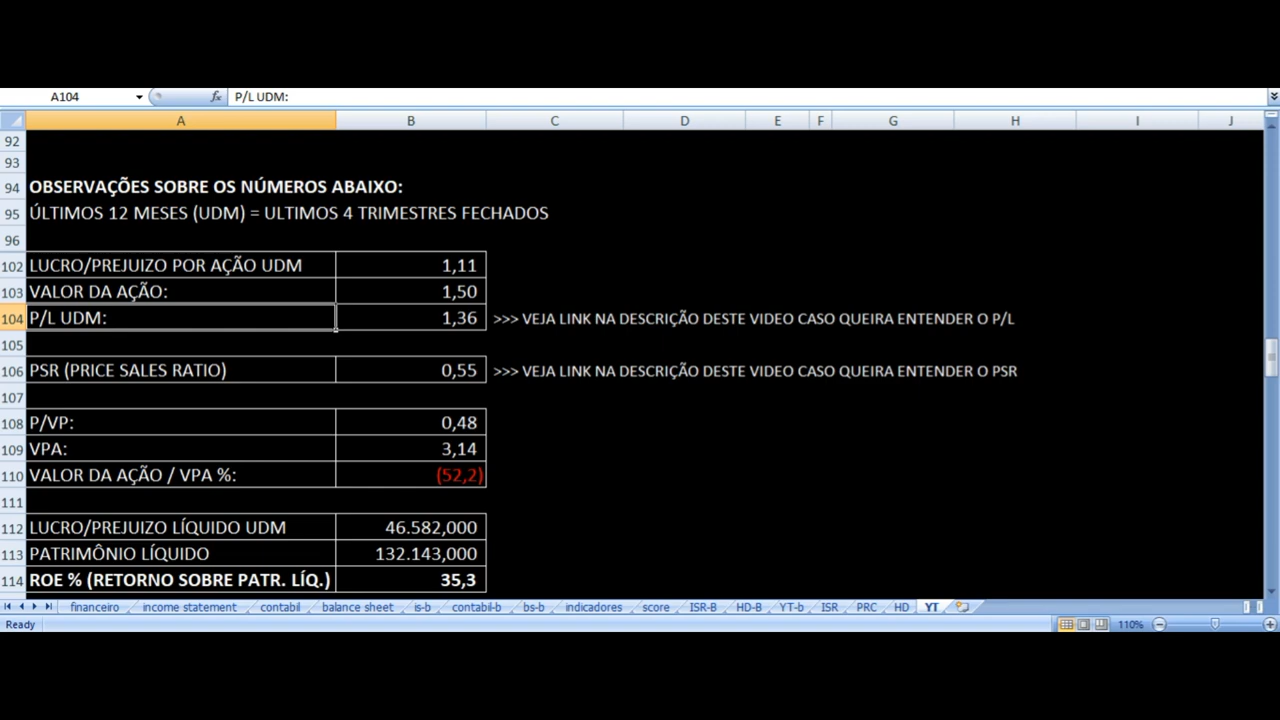 A104 fx P/L UDM:
A B C D E F G H I J
92
93
94 OBSERVAÇÕES SOBRE OS NÚMEROS ABAIXO:
95 ÚLTIMOS 12 MESES (UDM) = ULTIMOS 4 TRIMESTRES FECHADOS
96
102 LUCRO/PREJUIZO POR AÇÃO UDM 1,11
103 VALOR DA AÇÃO: 1,50
104 P/L UDM: 1,36 >>> VEJA LINK NA DESCRIÇÃO DESTE VIDEO CASO QUEIRA ENTENDER O P/L
105
106 PSR (PRICE SALES RATIO) 0,55 >>> VEJA LINK NA DESCRIÇÃO DESTE VIDEO CASO QUEIRA ENTENDER O PSR
107
108 P/VP: 0,48
109 VPA: 3,14
110 VALOR DA AÇÃO / VPA %: (52,2)
111
112 LUCRO/PREJUIZO LÍQUIDO UDM 46.582,000
113 PATRIMÔNIO LÍQUIDO 132.143,000
114 ROE % (RETORNO SOBRE PATR. LÍQ.) 35,3
financeiro income statement contabil balance sheet is-b contabil-b bs-b indicadores score ISR-B HD-B YT-b ISR PRC HD YT
Ready 110%